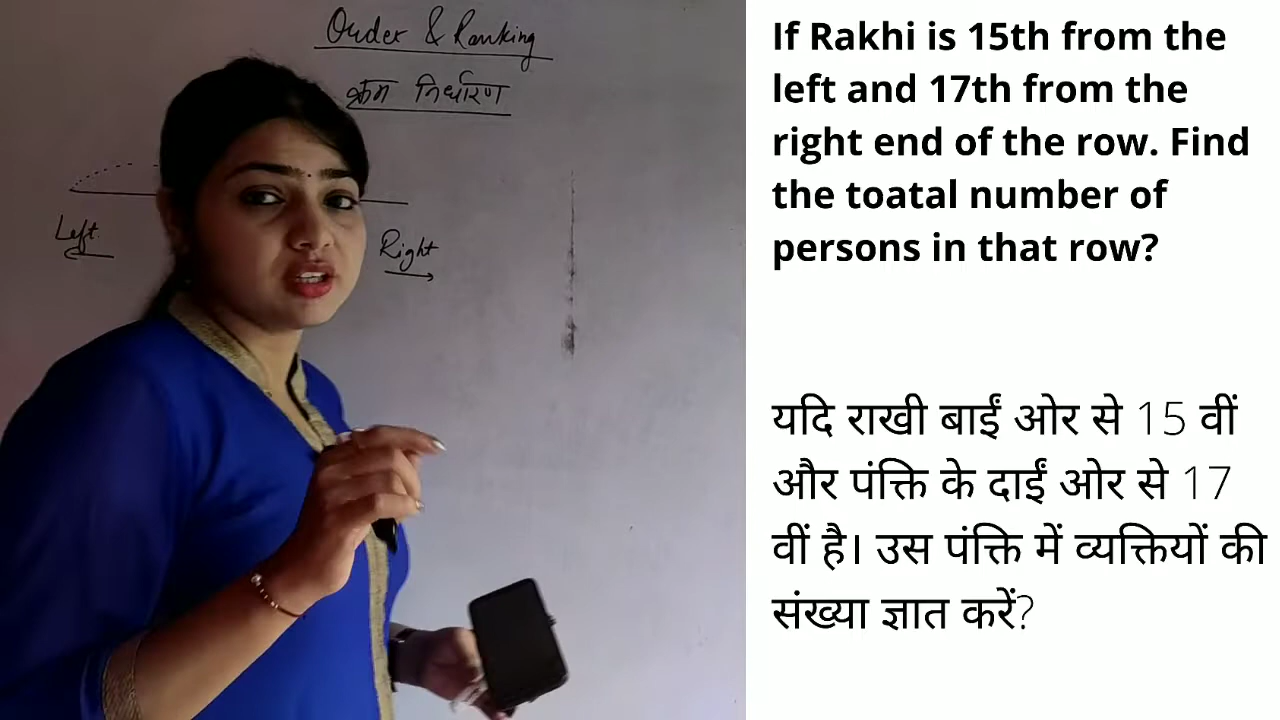 Order & Ranking
क्रम निर्धारण
Left
Right
If Rakhi is 15th from the
left and 17th from the
right end of the row. Find
the toatal number of
persons in that row?
यदि राखी बाईं ओर से 15 वीं
और पंक्ति के दाईं ओर से 17
वीं है। उस पंक्ति में व्यक्तियों की
संख्या ज्ञात करें?